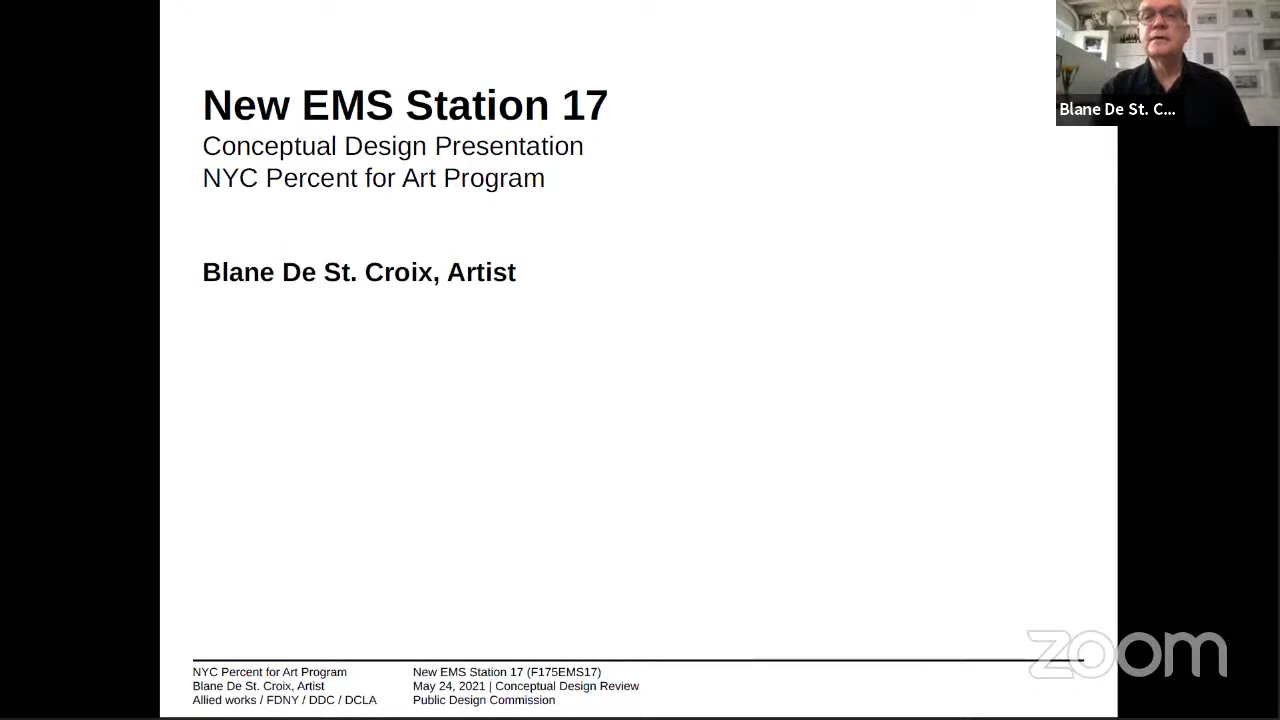 New EMS Station 17
Conceptual Design Presentation
NYC Percent for Art Program
Blane De St. Croix, Artist
Blane De St. C...
NYC Percent for Art Program
Blane De St. Croix, Artist
Allied works / FDNY / DDC / DCLA
New EMS Station 17 (F175EMS17)
May 24, 2021 | Conceptual Design Review
Public Design Commission
zoom